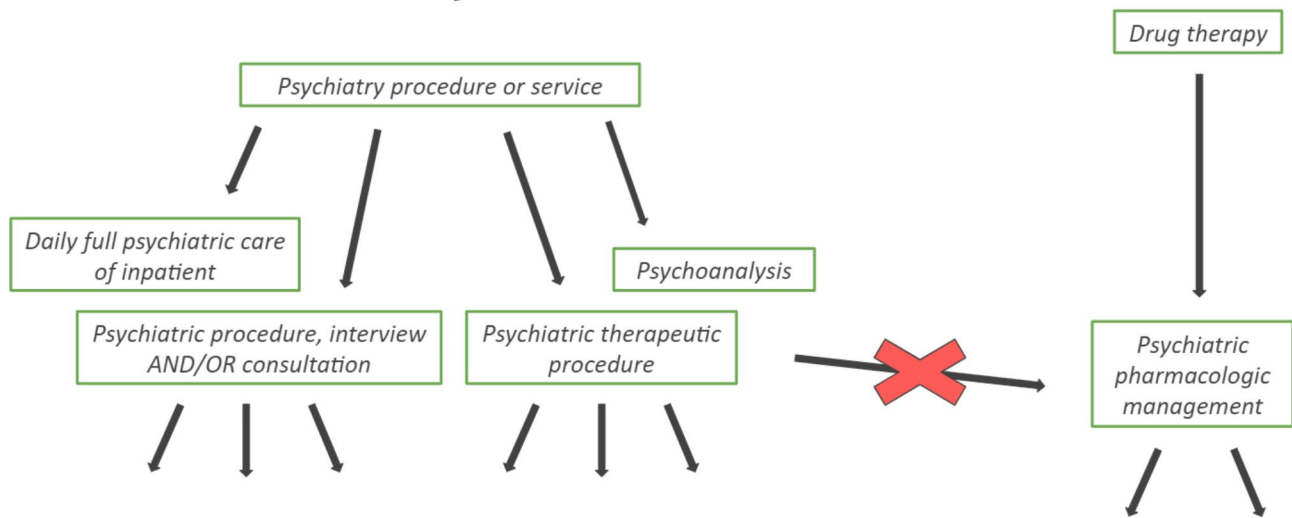 Drug therapy
Psychiatry procedure or service
Daily full psychiatric care
of inpatient
Psychoanalysis
Psychiatric procedure, interview
AND/OR consultation
Psychiatric therapeutic
procedure
Psychiatric
pharmacologic
management